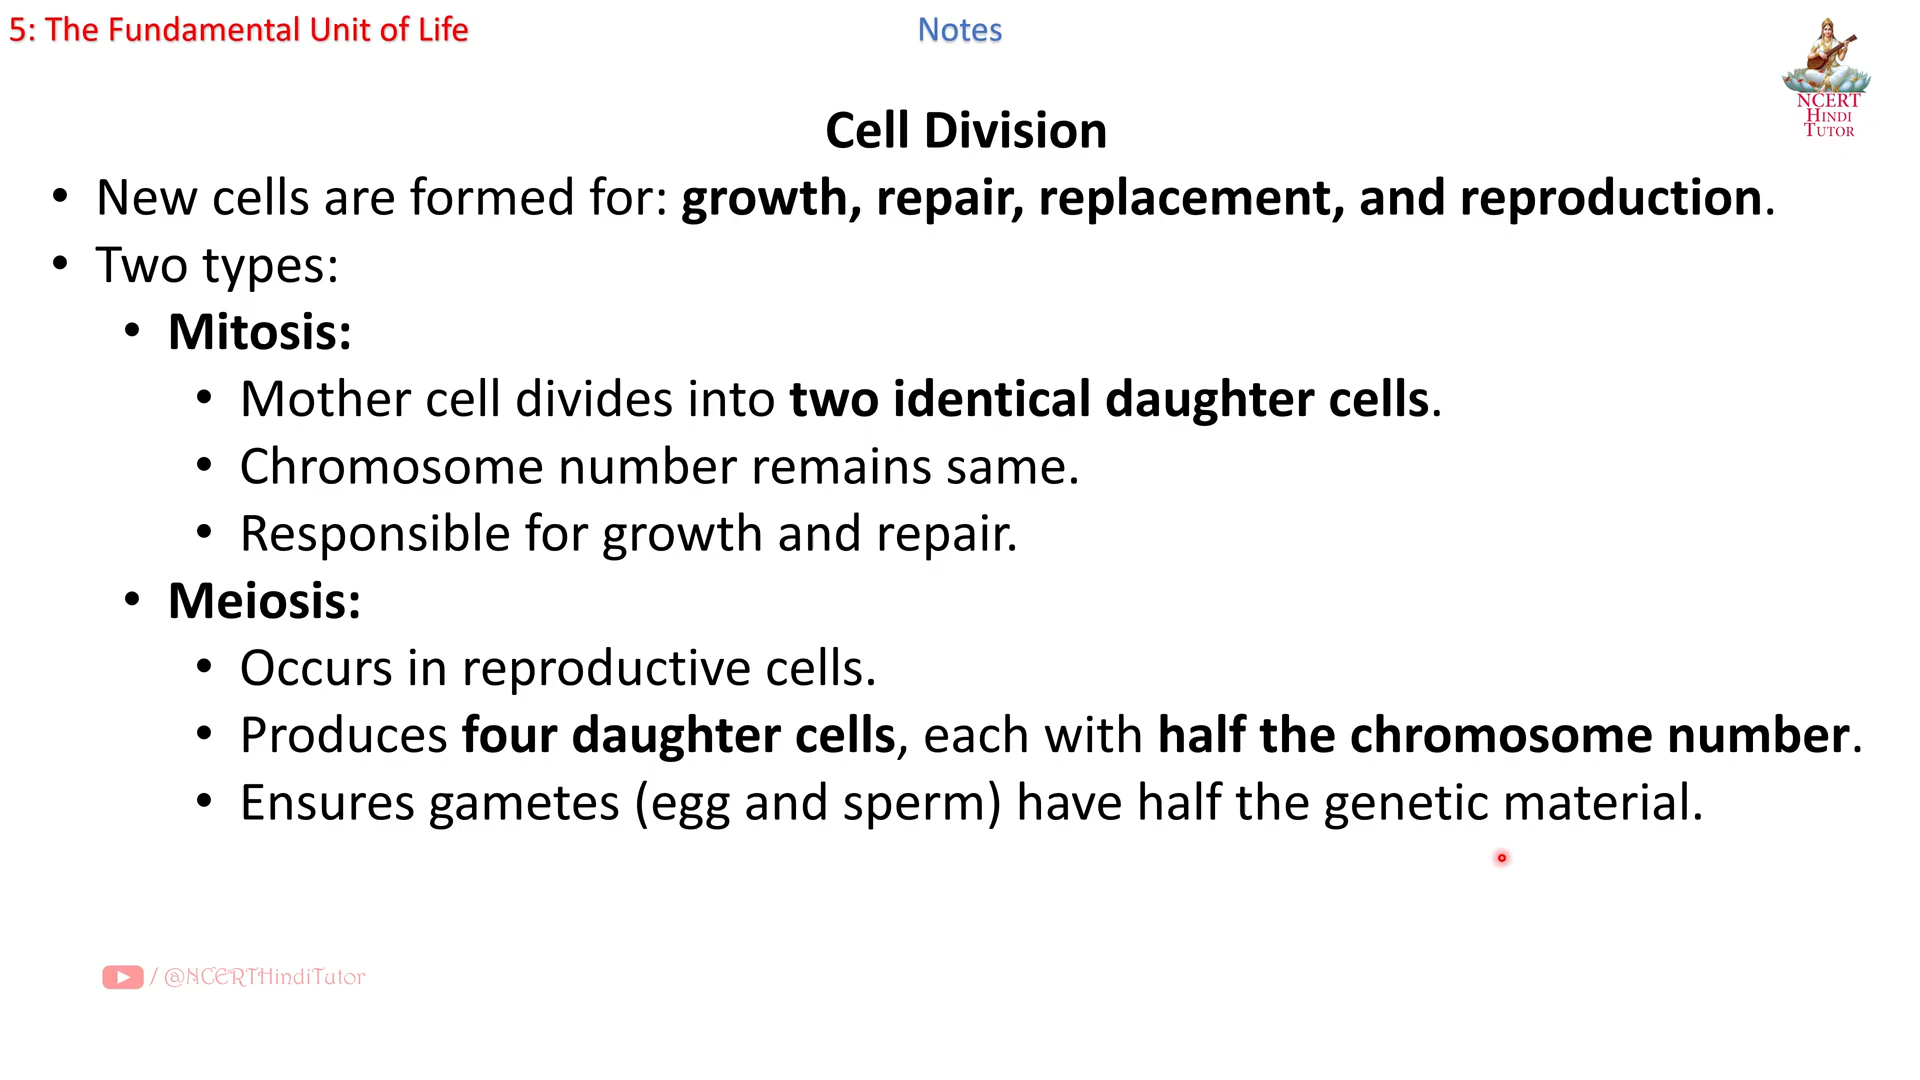 5: The Fundamental Unit of Life
Notes
NCERT
HINDI
TUTOR
Cell Division
• New cells are formed for: growth, repair, replacement, and reproduction.
• Two types:
• Mitosis:
• Mother cell divides into two identical daughter cells.
• Chromosome number remains same.
• Responsible for growth and repair.
• Meiosis:
• Occurs in reproductive cells.
• Produces four daughter cells, each with half the chromosome number.
• Ensures gametes (egg and sperm) have half the genetic material.
/ @NCERTHindiTutor